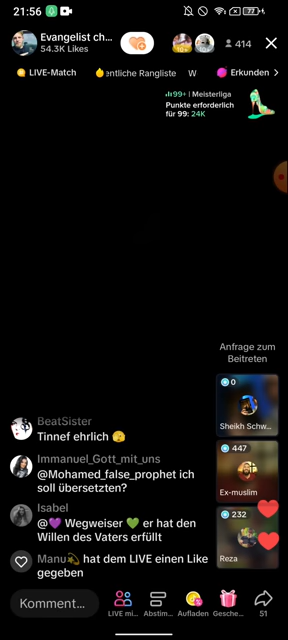 21:56
77
Evangelist ch...
54.3K Likes
414
LIVE-Match
entliche Rangliste
W
Erkunden
99+ | Meisterliga
Punkte erforderlich
für 99: 24K
Anfrage zum
Beitreten
0
Sheikh Schw...
BeatSister
Tinnef ehrlich
447
Ex-muslim
Immanuel_Gott_mit_uns
@Mohamed_false_prophet ich
soll übersetzten?
Isabel
@💜 Wegweiser 💚 er hat den
Willen des Vaters erfüllt
232
Reza
Manu💫 hat dem LIVE einen Like
gegeben
Komment...
LIVE mi...
Abstim...
Aufladen
Gesche...
51